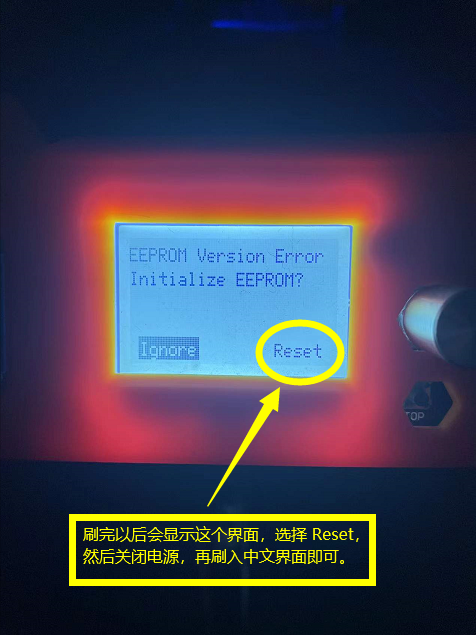 EEPROM Version Error
Initialize EEPROM?
Ignore Reset
TOP
刷完以后会显示这个界面，选择 Reset，
然后关闭电源，再刷入中文界面即可。